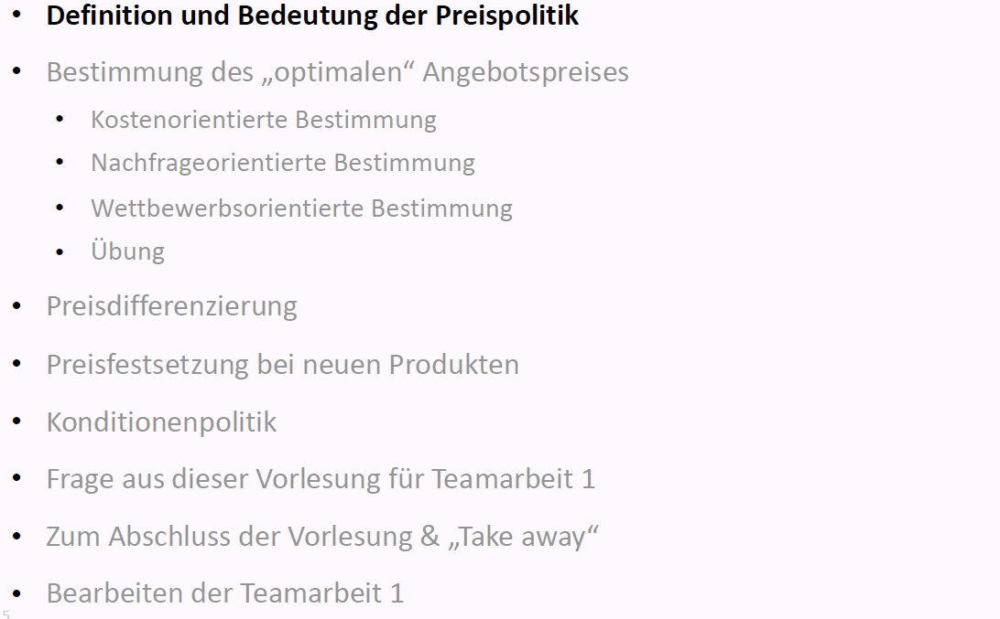 • Definition und Bedeutung der Preispolitik
• Bestimmung des „optimalen“ Angebotspreises
• Kostenorientierte Bestimmung
• Nachfrageorientierte Bestimmung
• Wettbewerbsorientierte Bestimmung
• Übung
• Preisdifferenzierung
• Preisfestsetzung bei neuen Produkten
• Konditionenpolitik
• Frage aus dieser Vorlesung für Teamarbeit 1
• Zum Abschluss der Vorlesung & „Take away“
• Bearbeiten der Teamarbeit 1
5